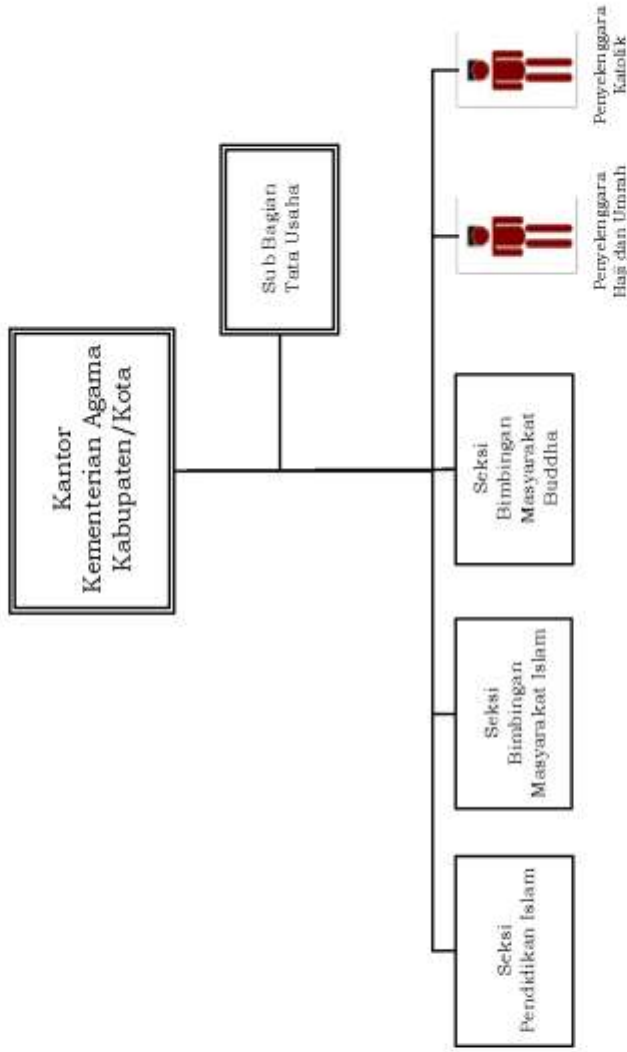 Kantor
Kementerian Agama
Kabupaten/Kota
Sub Bagian
Tata Usaha
Seksi
Pendidikan Islam
Seksi
Bimbingan
Masyarakat Islam
Seksi
Bimbingan
Masyarakat
Buddha
Penyelenggara
Haji dan Umrah
Penyelenggara
Katolik